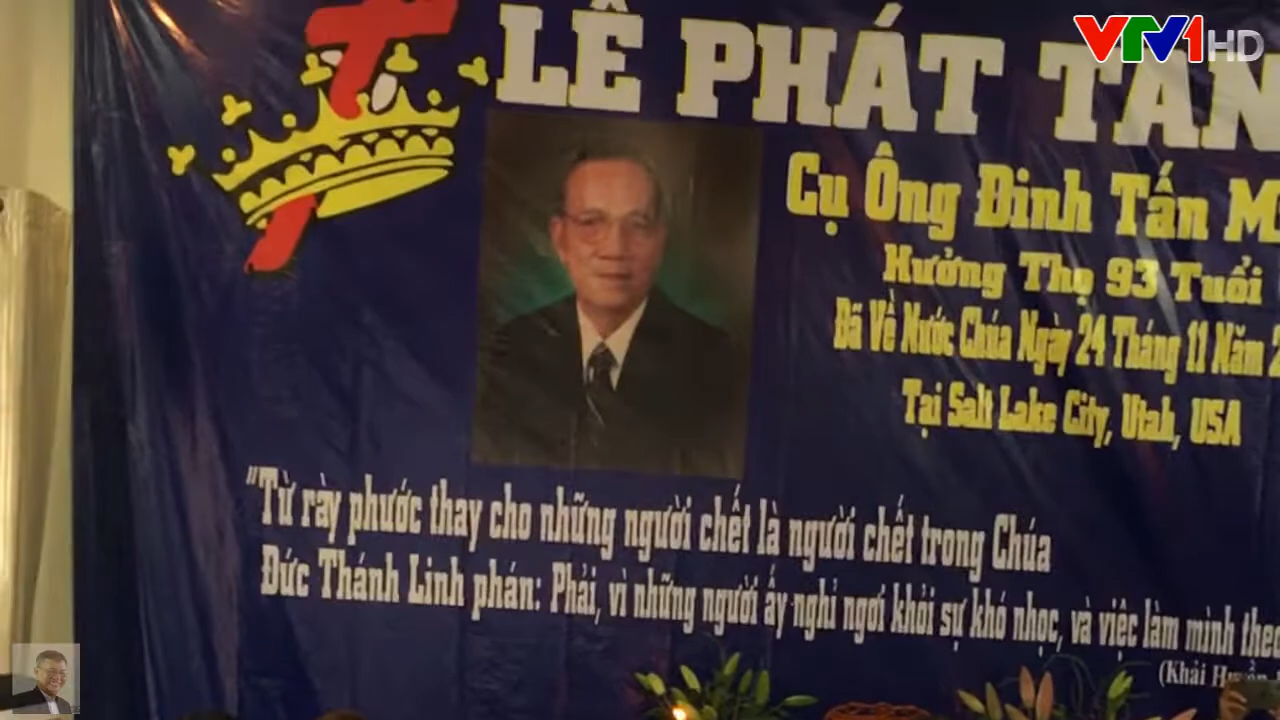 VTV1 HD
LÊ PHÁT TAN
Cụ Ông Đinh Tấn
Hưởng Thọ 93 Tuổi
Đã Về Nước Chúa Ngày 24 Tháng 11 Năm
Tại Salt Lake City, Utah, USA
"Từ rày phước thay cho những người chết là người chết trong Chúa
Đức Thánh Linh phán: Phải, vì những người ấy nghỉ ngơi khỏi sự khó nhọc, và việc làm mình theo
(Khải